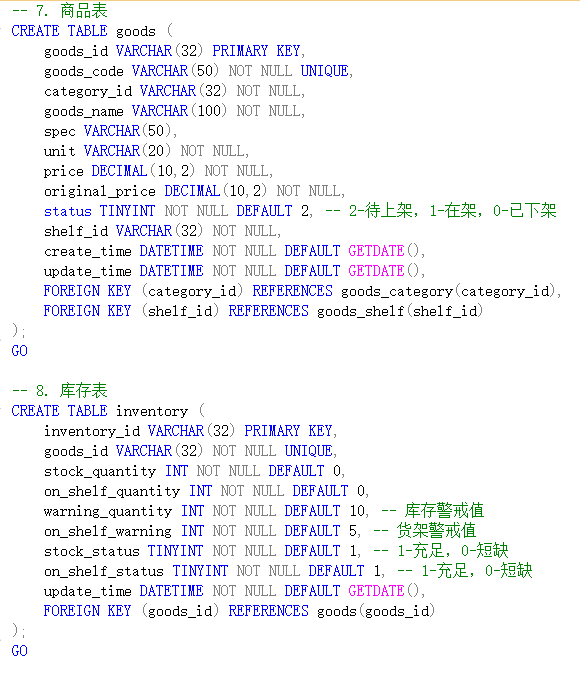 -- 7. 商品表
CREATE TABLE goods (
    goods_id VARCHAR(32) PRIMARY KEY,
    goods_code VARCHAR(50) NOT NULL UNIQUE,
    category_id VARCHAR(32) NOT NULL,
    goods_name VARCHAR(100) NOT NULL,
    spec VARCHAR(50),
    unit VARCHAR(20) NOT NULL,
    price DECIMAL(10,2) NOT NULL,
    original_price DECIMAL(10,2) NOT NULL,
    status TINYINT NOT NULL DEFAULT 2, -- 2-待上架，1-在架，0-已下架
    shelf_id VARCHAR(32) NOT NULL,
    create_time DATETIME NOT NULL DEFAULT GETDATE(),
    update_time DATETIME NOT NULL DEFAULT GETDATE(),
    FOREIGN KEY (category_id) REFERENCES goods_category(category_id),
    FOREIGN KEY (shelf_id) REFERENCES goods_shelf(shelf_id)
);
GO

-- 8. 库存表
CREATE TABLE inventory (
    inventory_id VARCHAR(32) PRIMARY KEY,
    goods_id VARCHAR(32) NOT NULL UNIQUE,
    stock_quantity INT NOT NULL DEFAULT 0,
    on_shelf_quantity INT NOT NULL DEFAULT 0,
    warning_quantity INT NOT NULL DEFAULT 10, -- 库存警戒值
    on_shelf_warning INT NOT NULL DEFAULT 5, -- 货架警戒值
    stock_status TINYINT NOT NULL DEFAULT 1, -- 1-充足，0-短缺
    on_shelf_status TINYINT NOT NULL DEFAULT 1, -- 1-充足，0-短缺
    update_time DATETIME NOT NULL DEFAULT GETDATE(),
    FOREIGN KEY (goods_id) REFERENCES goods(goods_id)
);
GO